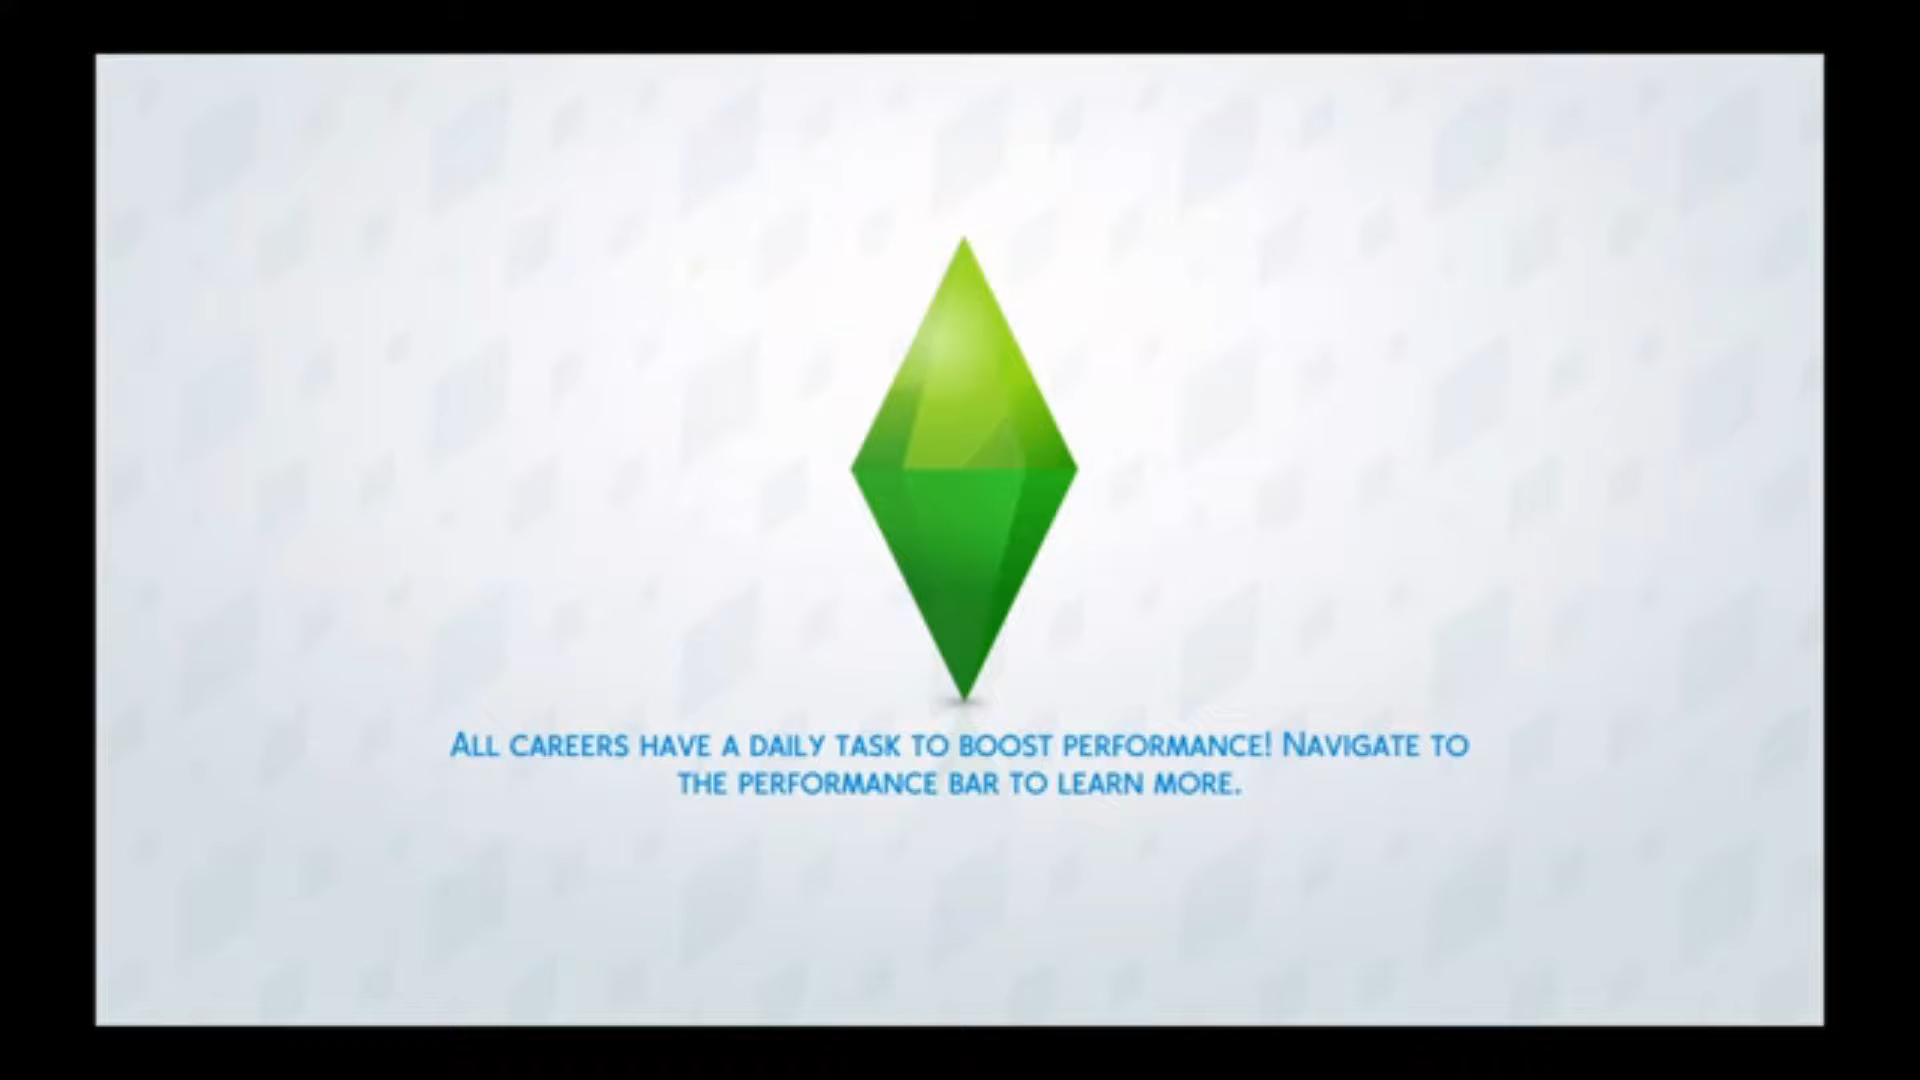 ALL CAREERS HAVE A DAILY TASK TO BOOST PERFORMANCE! NAVIGATE TO
THE PERFORMANCE BAR TO LEARN MORE.